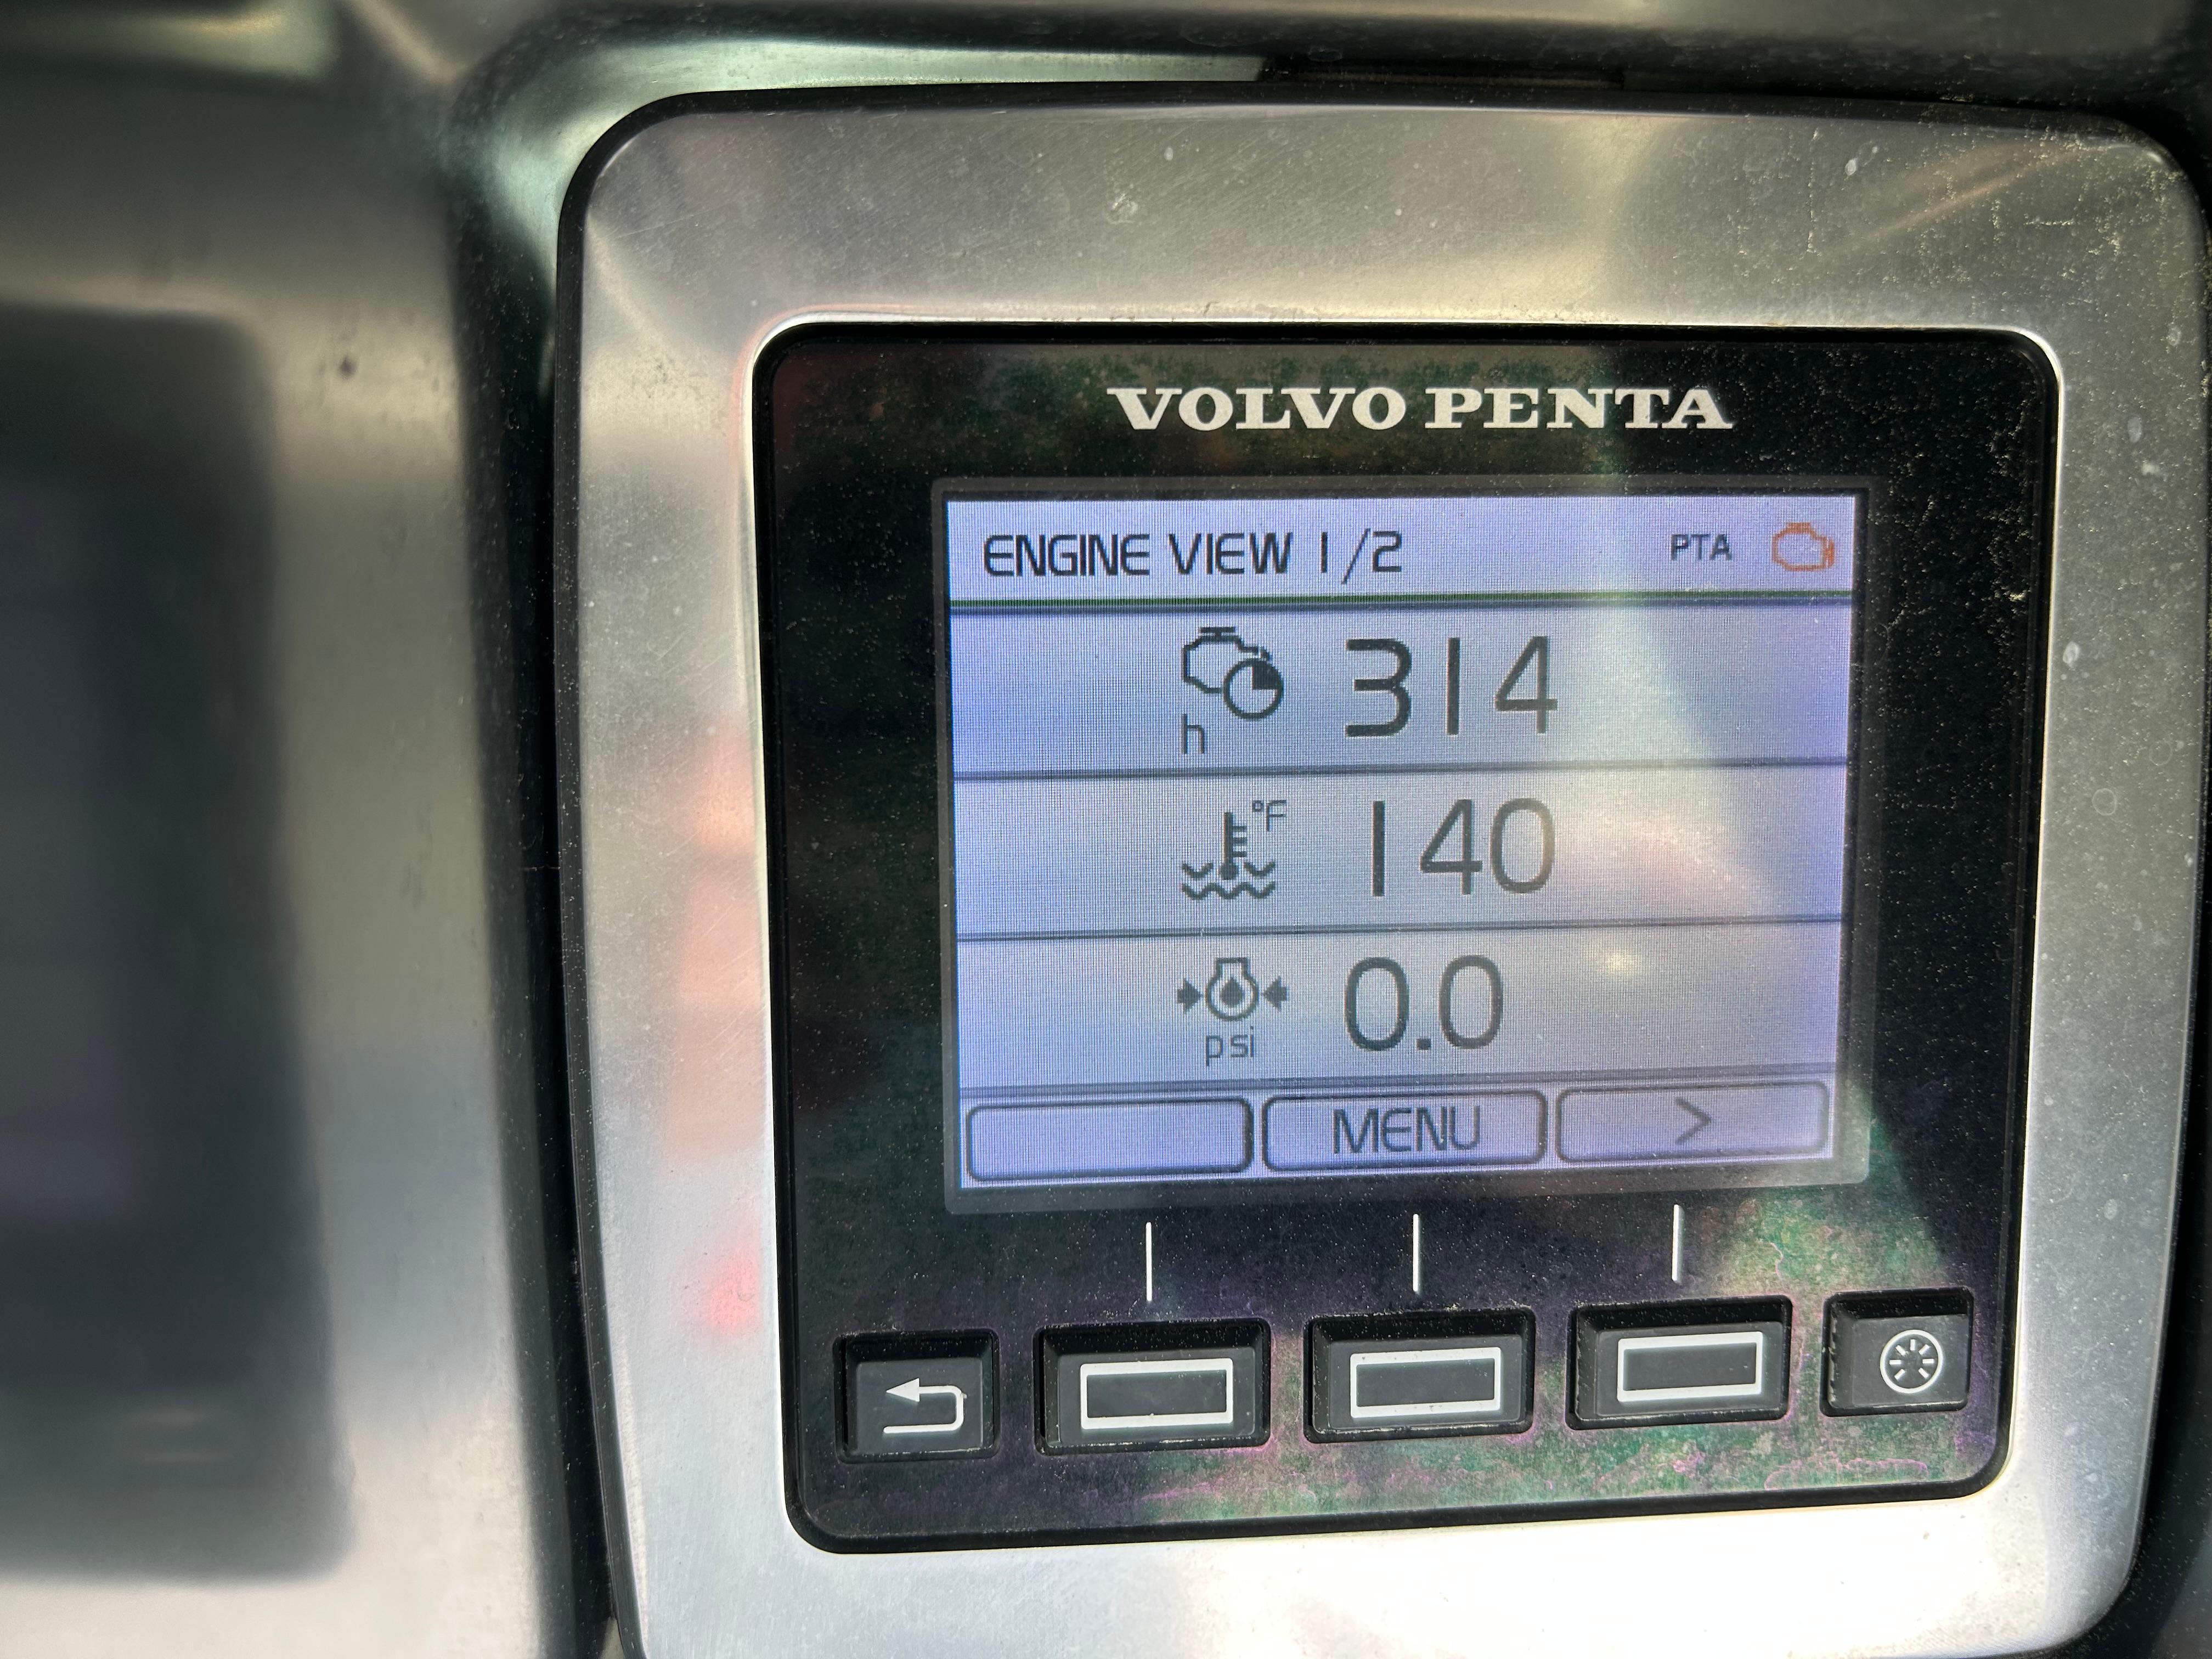 VOLVO PENTA
ENGINE VIEW 1/2 PTA
h 314
°F 140
psi 0.0
MENU >